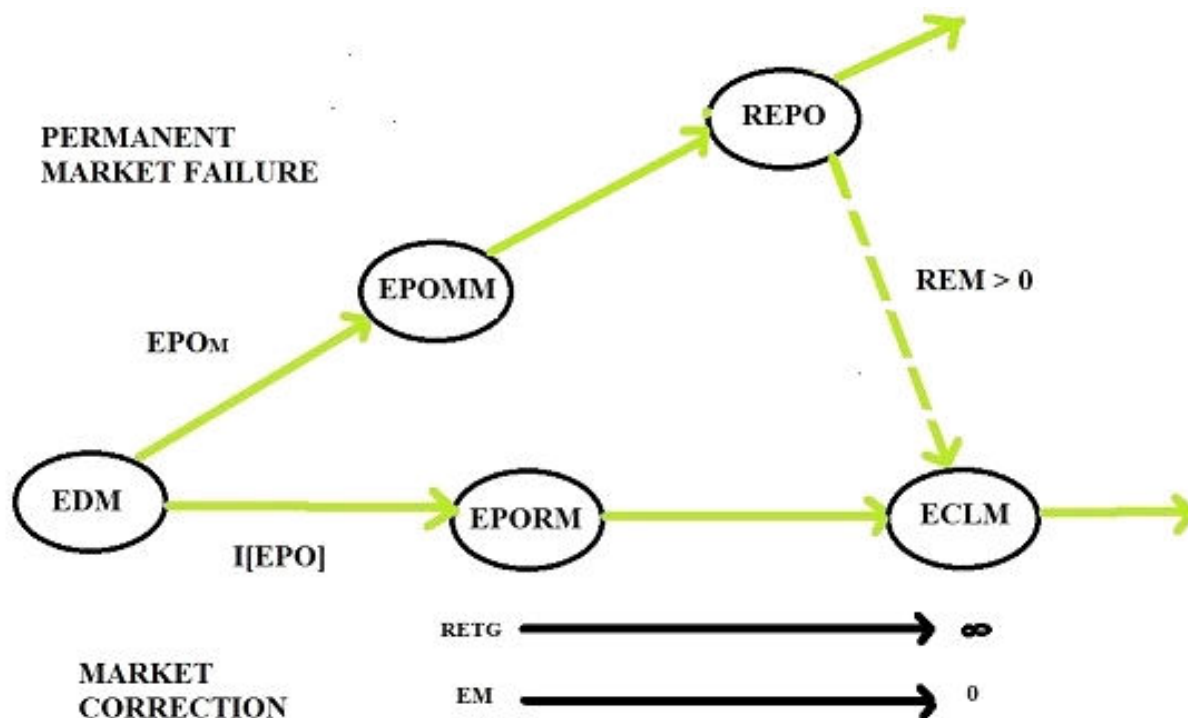 REPO
PERMANENT
MARKET FAILURE
EPOMM
REM > 0
EPOM
EDM
EPORM
ECLM
I[EPO]
RETG ∞
MARKET
CORRECTION
EM 0